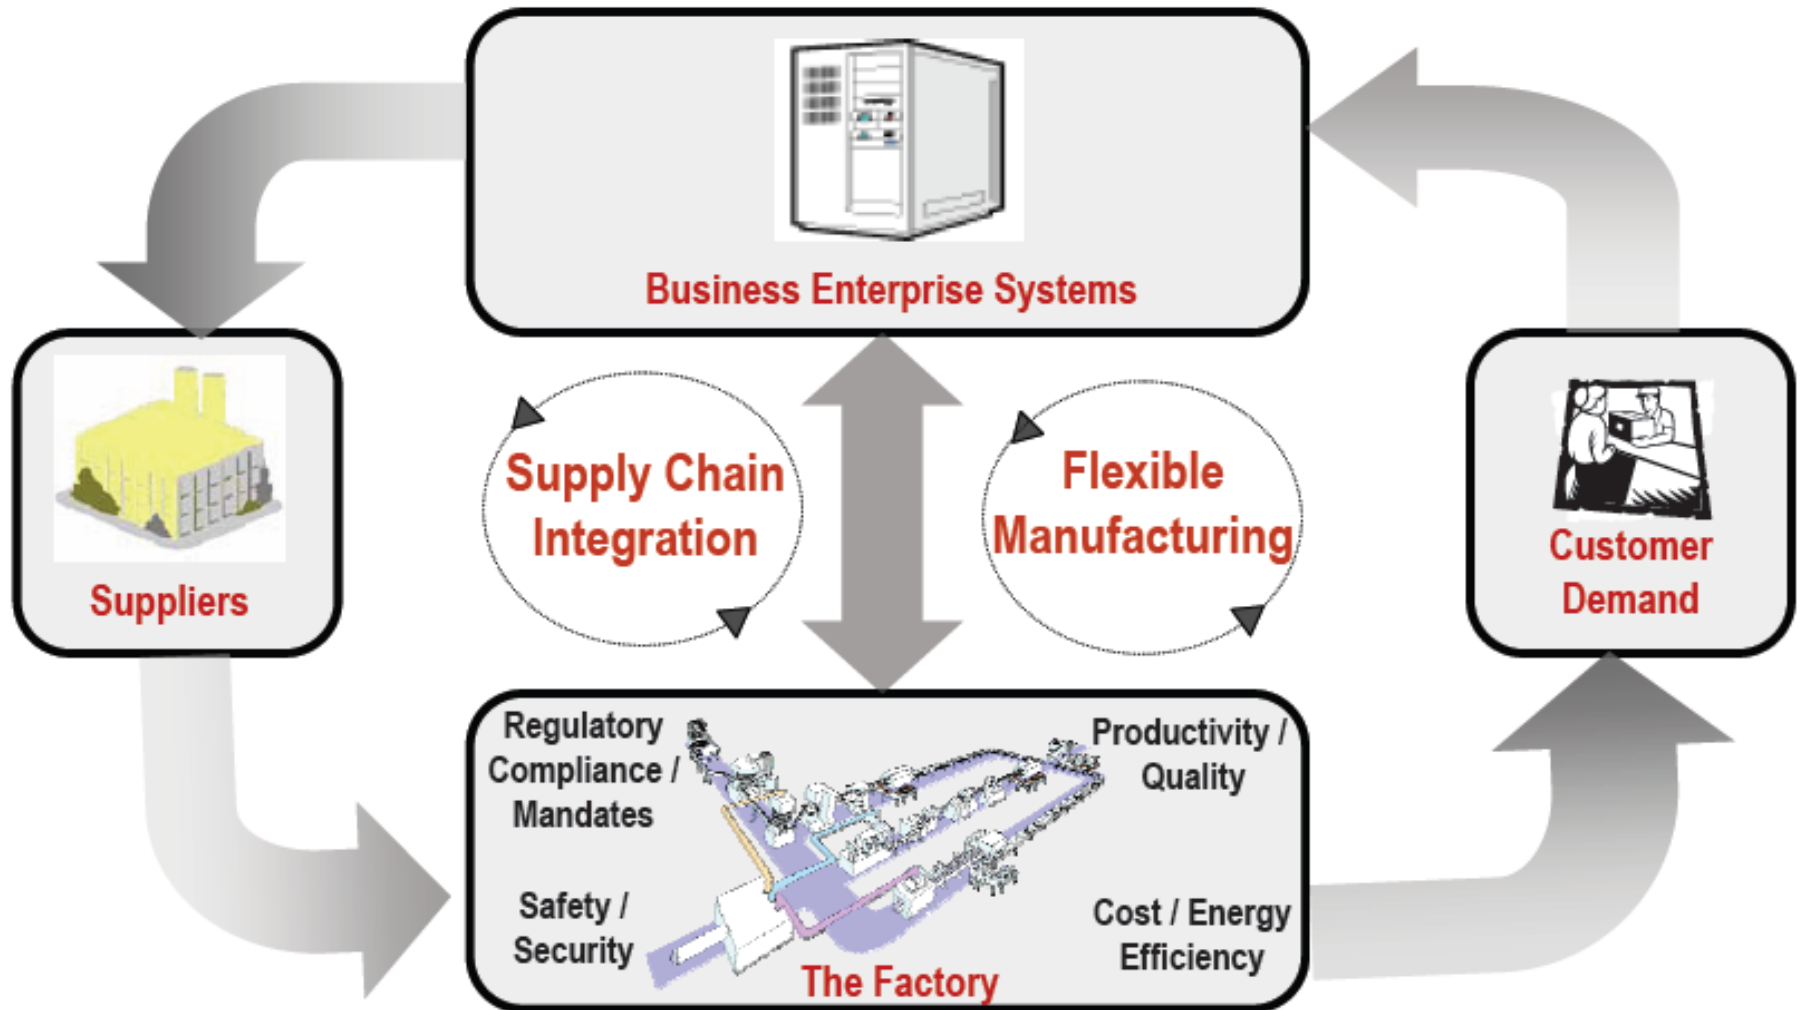 Business Enterprise Systems
Supply Chain
Integration
Flexible
Manufacturing
Suppliers
Customer
Demand
Regulatory
Compliance /
Mandates
Productivity /
Quality
Safety /
Security
Cost / Energy
Efficiency
The Factory